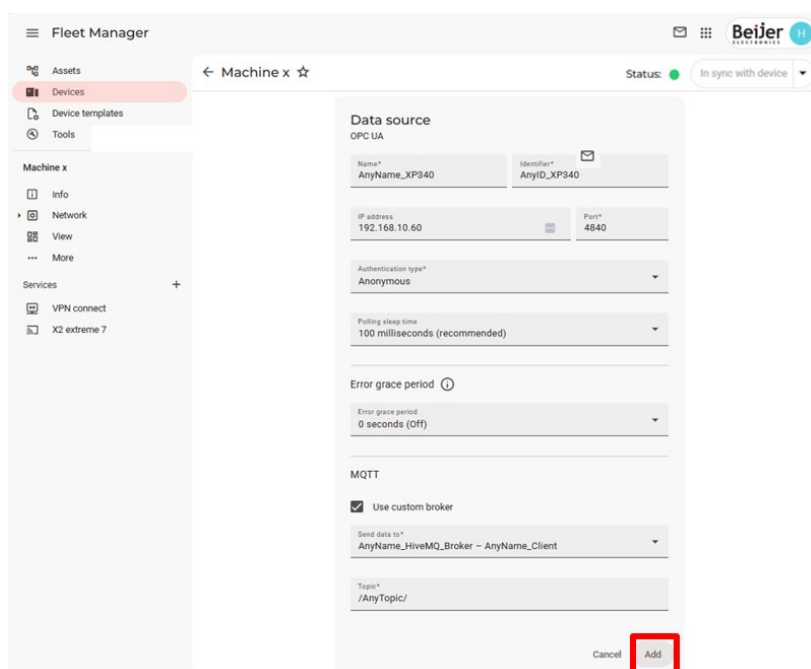 Fleet Manager
Beijer
ELECTRONICS
H
Assets
Devices
Device templates
Tools
Machine x
Info
Network
View
More
Services
+
VPN connect
X2 extreme 7
Machine x
Status:
In sync with device
Data source
OPC UA
Name*
AnyName_XP340
Identifier*
AnyID_XP340
IP address
192.168.10.60
Port*
4840
Authentication type*
Anonymous
Polling sleep time
100 milliseconds (recommended)
Error grace period
Error grace period
0 seconds (Off)
MQTT
Use custom broker
Send data to*
AnyName_HiveMQ_Broker – AnyName_Client
Topic*
/AnyTopic/
Cancel
Add